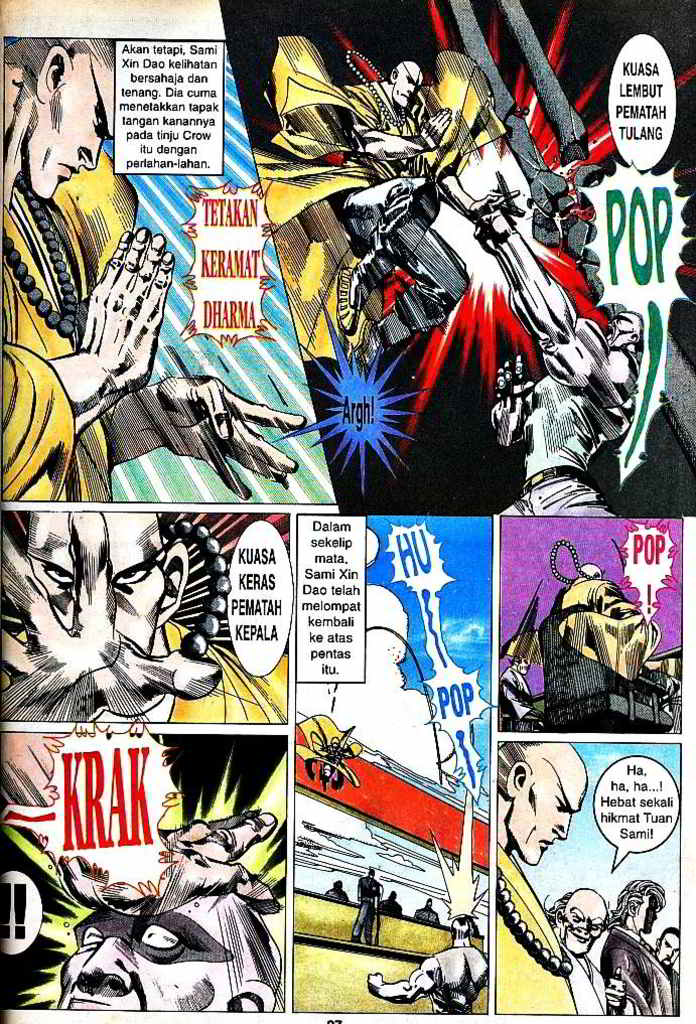 Akan tetapi, Sami
Xin Dao kelihatan
bersahaja dan
tenang. Dia cuma
menetakkan tapak
tangan kanannya
pada tinju Crow
itu dengan
perlahan-lahan.
TETAKAN
KERAMAT
DHARMA
KUASA
LEMBUT
PEMATAH
TULANG
POP
!
Argh!
KUASA
KERAS
PEMATAH
KEPALA
KRAK
!!
Dalam
sekelip
mata,
Sami Xin
Dao telah
melompat
kembali
ke atas
pentas
itu.
HU
!
POP
!
POP
!
Ha,
ha, ha...!
Hebat sekali
hikmat Tuan
Sami!